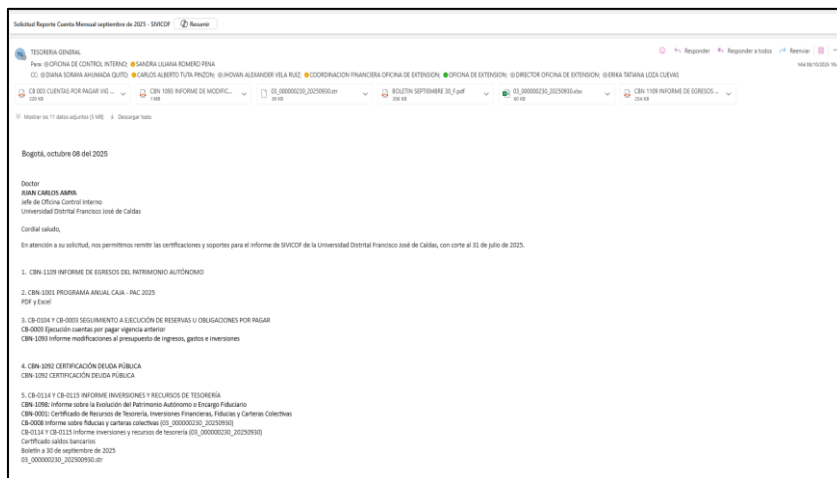 Solicitud Reporte Cuenta Mensual septiembre de 2025 - SIVICOF Resumir
TESORERIA GENERAL
Responder Responder a todos Reenviar
Para: OFICINA DE CONTROL INTERNO; SANDRA LILIANA ROMERO PENA
CC: DIANA SORAYA AHUMADA QUITO; CARLOS ALBERTO TUTA PINZON; JHOVAN ALEXANDER VELA RUIZ; COORDINACION FINANCIERA OFICINA DE EXTENSION; OFICINA DE EXTENSION; DIRECTOR OFICINA DE EXTENSION; ERIKA TATIANA LOZA CUEVAS
Mié 08/10/2025
CB 003 CUENTAS POR PAGAR VIG ... CBN 1093 INFORME DE MODIFIC... 03_000000230_20250930.str BOLETIN SEPTIEMBRE 30_F.pdf 03_000000230_20250930.xlsx CBN 1109 INFORME DE EGRESOS ...
Mostrar los 11 datos adjuntos (5 MB) Descargar todo
Bogotá, octubre 08 del 2025
Doctor
JUAN CARLOS AMYA
Jefe de Oficina Control Interno
Universidad Distrital Francisco José de Caldas
Cordial saludo,
En atención a su solicitud, nos permitimos remitir las certificaciones y soportes para el informe de SIVICOF de la Universidad Distrital Francisco José de Caldas, con corte al 31 de julio de 2025.
1. CBN-1109 INFORME DE EGRESOS DEL PATRIMONIO AUTÓNOMO
2. CBN-1001 PROGRAMA ANUAL CAJA - PAC 2025
PDF y Excel
3. CB-0104 Y CB-0003 SEGUIMIENTO A EJECUCIÓN DE RESERVAS U OBLIGACIONES POR PAGAR
CB-0003 Ejecución cuentas por pagar vigencia anterior
CBN-1093 Informe modificaciones al presupuesto de ingresos, gastos e inversiones
4. CBN-1092 CERTIFICACIÓN DEUDA PÚBLICA
CBN-1092 CERTIFICACIÓN DEUDA PÚBLICA
5. CB-0114 Y CB-0115 INFORME INVERSIONES Y RECURSOS DE TESORERÍA
CBN-1098: Informe sobre la Evolución del Patrimonio Autónomo o Encargo Fiduciario
CBN-0001: Certificado de Recursos de Tesorería, Inversiones Financieras, Fiducias y Carteras Colectivas
CB-0008 Informe sobre fiducias y carteras colectivas (03_000000230_20250930)
CB-0114 Y CB-0115 Informe inversiones y recursos de tesorería (03_000000230_20250930)
Certificado saldos bancarios
Boletín a 30 de septiembre de 2025
03_000000230_202500930.str